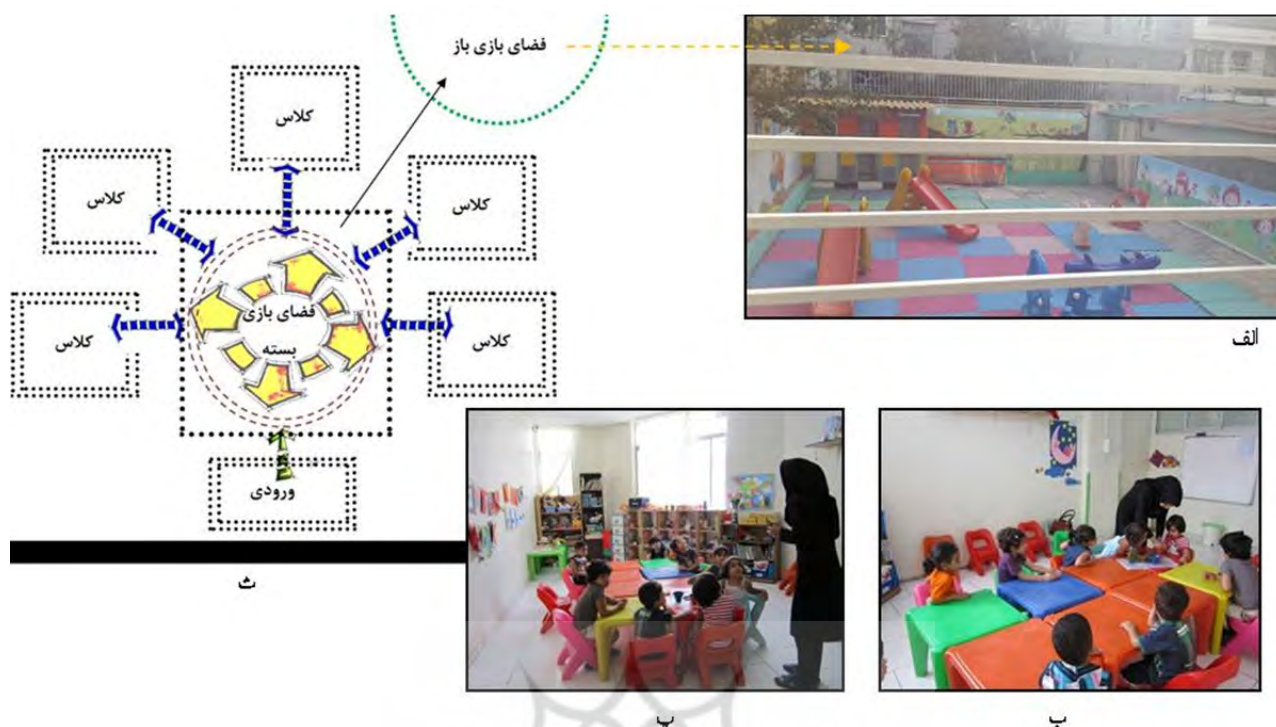 فضای بازی باز
کلاس
کلاس
کلاس
کلاس
کلاس
فضای بازی
بسته
ورودی
الف
ب
پ
ث